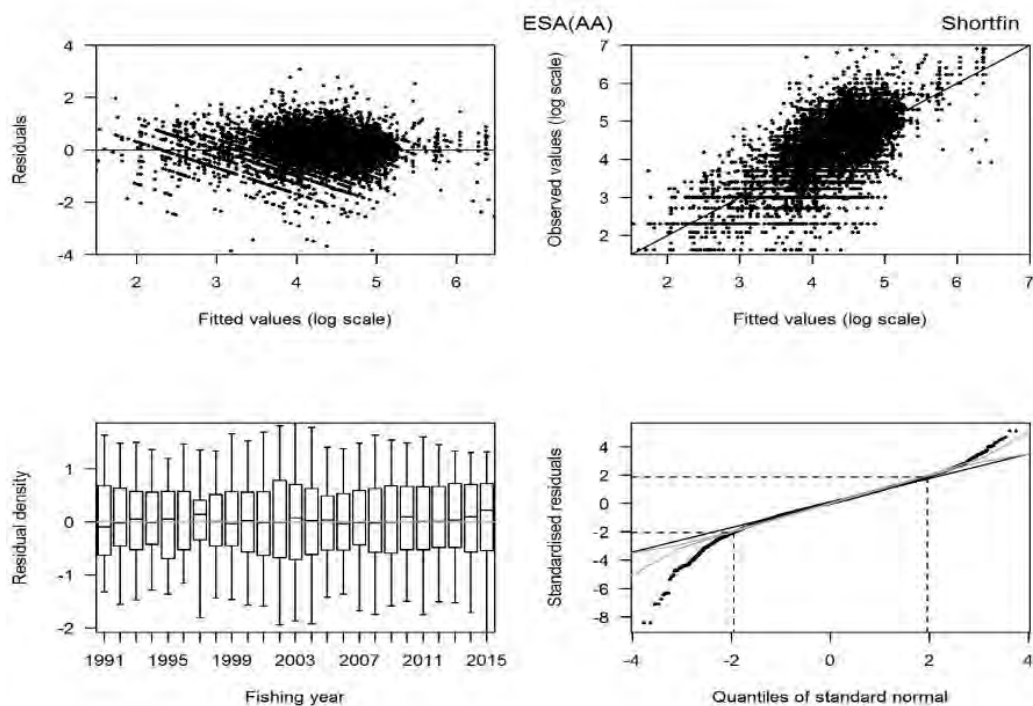 ESA(AA)
Shortfin
4
2
0
-2
-4
Residuals
2 3 4 5 6
Fitted values (log scale)
7
6
5
4
3
2
Observed values (log scale)
2 3 4 5 6 7
Fitted values (log scale)
1
0
-1
-2
Residual density
1991 1995 1999 2003 2007 2011 2015
Fishing year
4
2
0
-2
-4
-6
-8
Standardised residuals
-4 -2 0 2 4
Quantiles of standard normal